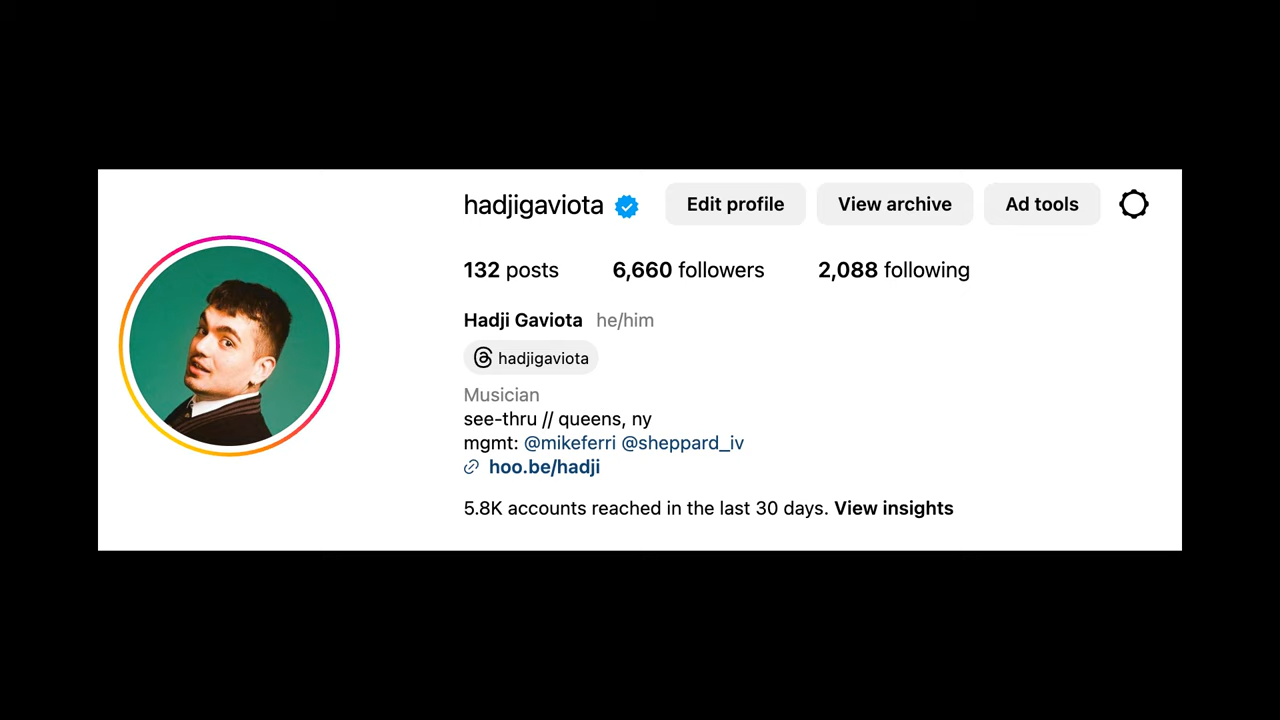 hadjigaviota Edit profile View archive Ad tools
132 posts 6,660 followers 2,088 following
Hadji Gaviota he/him
hadjigaviota
Musician
see-thru // queens, ny
mgmt: @mikeferri @sheppard_iv
hoo.be/hadji
5.8K accounts reached in the last 30 days. View insights